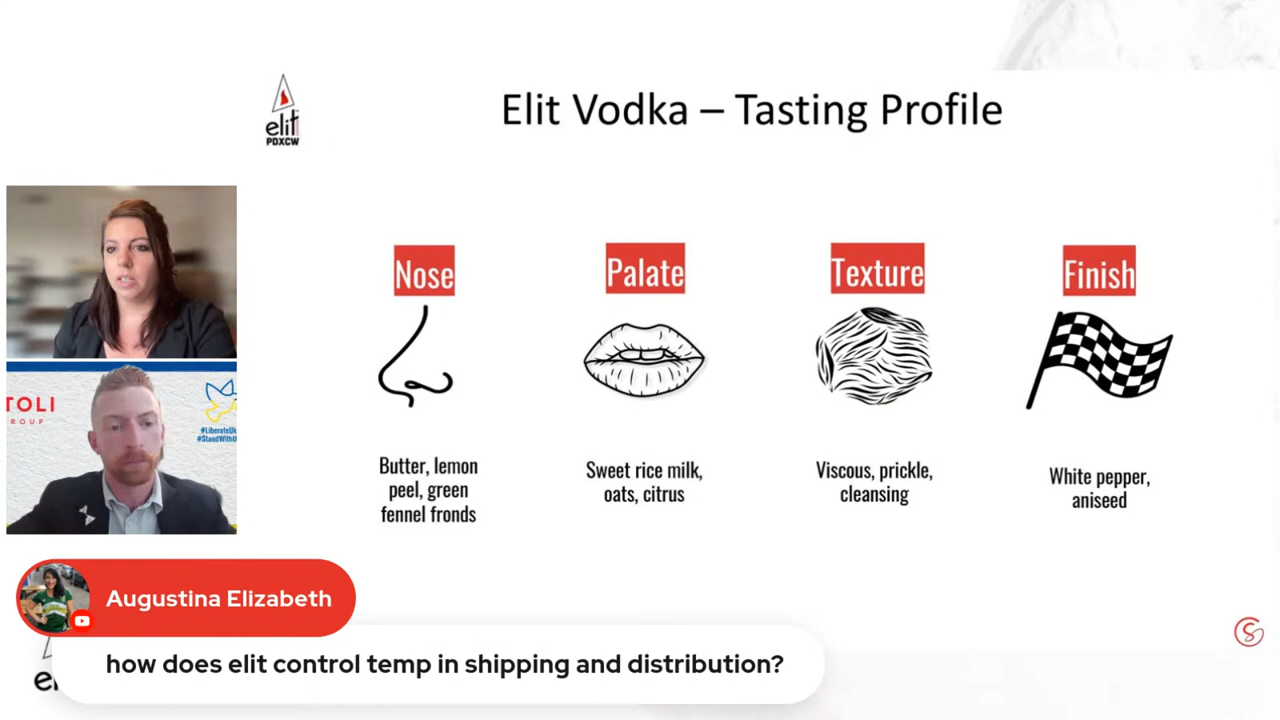 elit
PDXCW
Elit Vodka – Tasting Profile
Nose
Palate
Texture
Finish
Butter, lemon
peel, green
fennel fronds
Sweet rice milk,
oats, citrus
Viscous, prickle,
cleansing
White pepper,
aniseed
TOLI
ROUP
#LiberateUk
#StandWithU
Augustina Elizabeth
how does elit control temp in shipping and distribution?